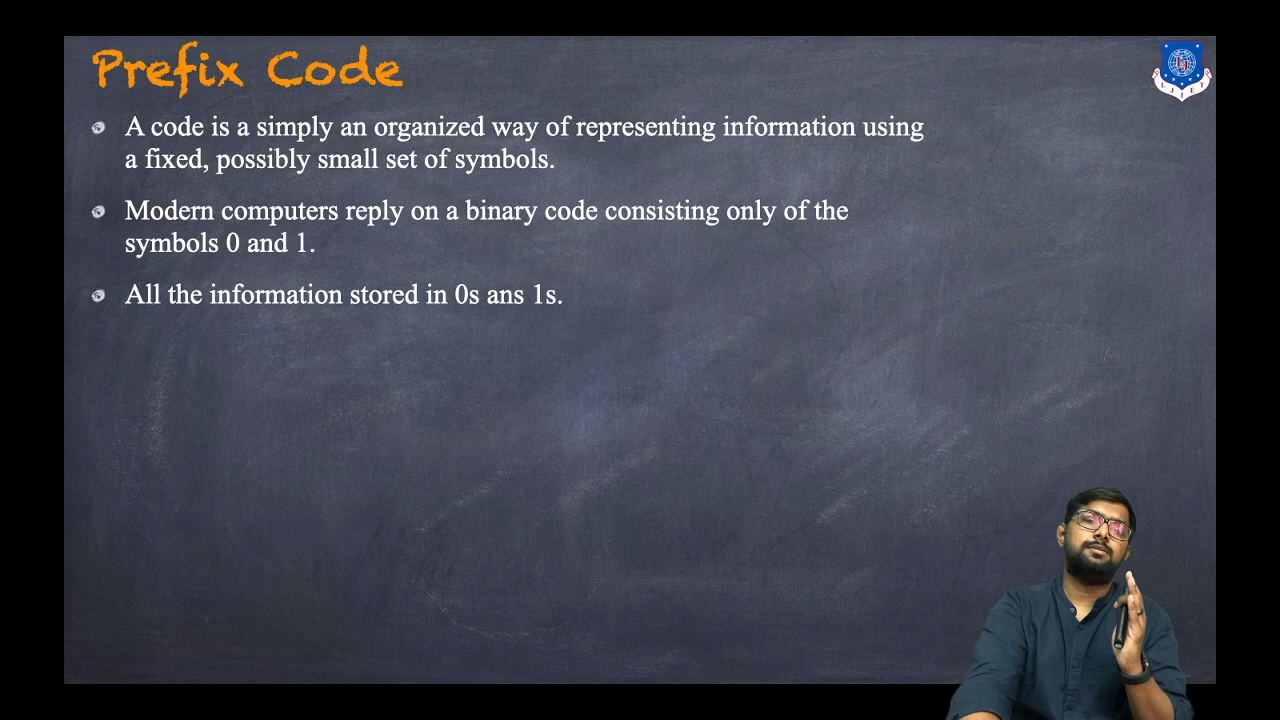 Prefix Code
A code is a simply an organized way of representing information using
a fixed, possibly small set of symbols.
Modern computers reply on a binary code consisting only of the
symbols 0 and 1.
All the information stored in 0s ans 1s.
L J I E T